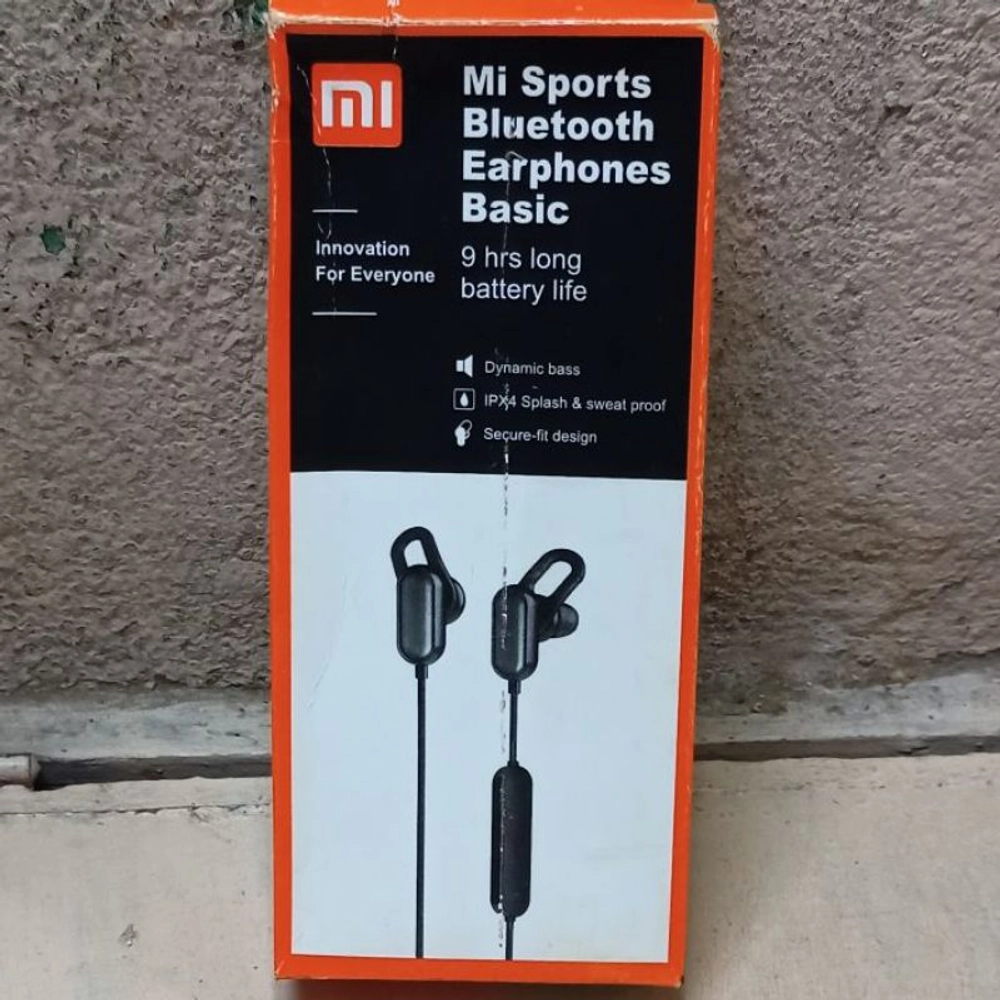 mi
Mi Sports
Bluetooth
Earphones
Basic
Innovation
For Everyone
9 hrs long
battery life
Dynamic bass
IPX4 Splash & sweat proof
Secure-fit design